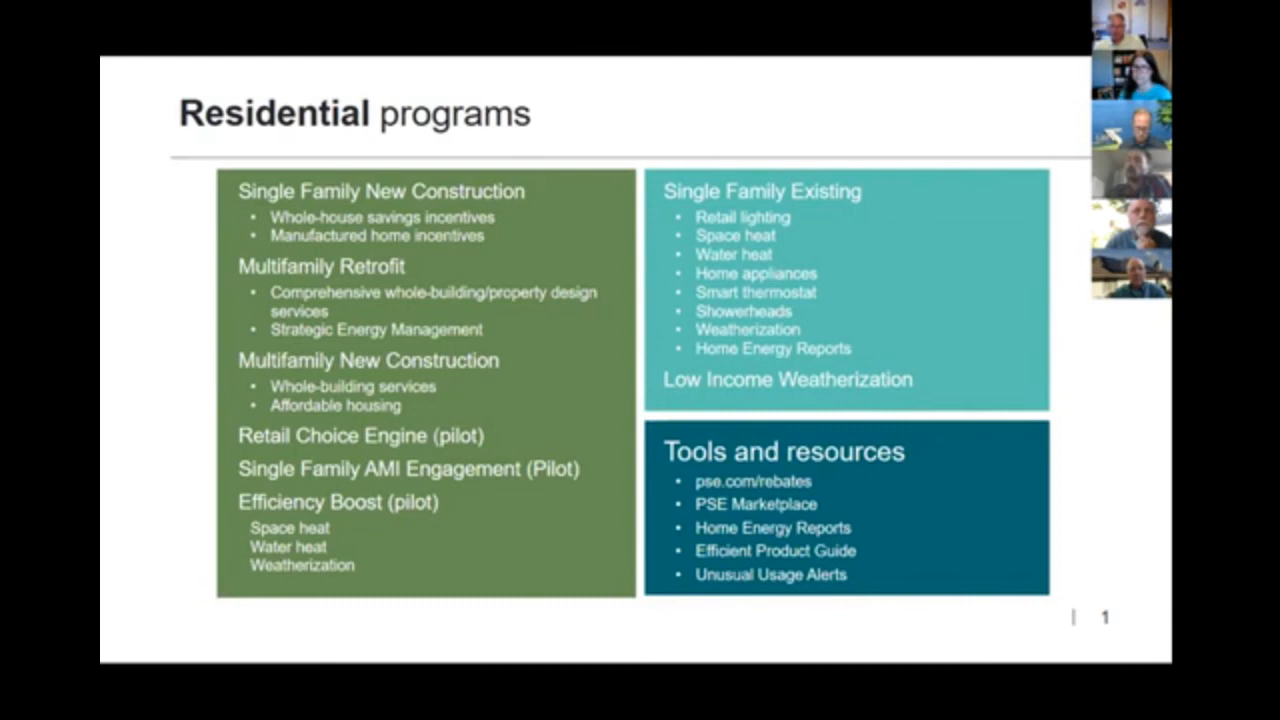 Residential programs
Single Family New Construction
• Whole-house savings incentives
• Manufactured home incentives
Multifamily Retrofit
• Comprehensive whole-building/property design
services
• Strategic Energy Management
Multifamily New Construction
• Whole-building services
• Affordable housing
Retail Choice Engine (pilot)
Single Family AMI Engagement (Pilot)
Efficiency Boost (pilot)
Space heat
Water heat
Weatherization
Single Family Existing
• Retail lighting
• Space heat
• Water heat
• Home appliances
• Smart thermostat
• Showerheads
• Weatherization
• Home Energy Reports
Low Income Weatherization
Tools and resources
• pse.com/rebates
• PSE Marketplace
• Home Energy Reports
• Efficient Product Guide
• Unusual Usage Alerts
| 1